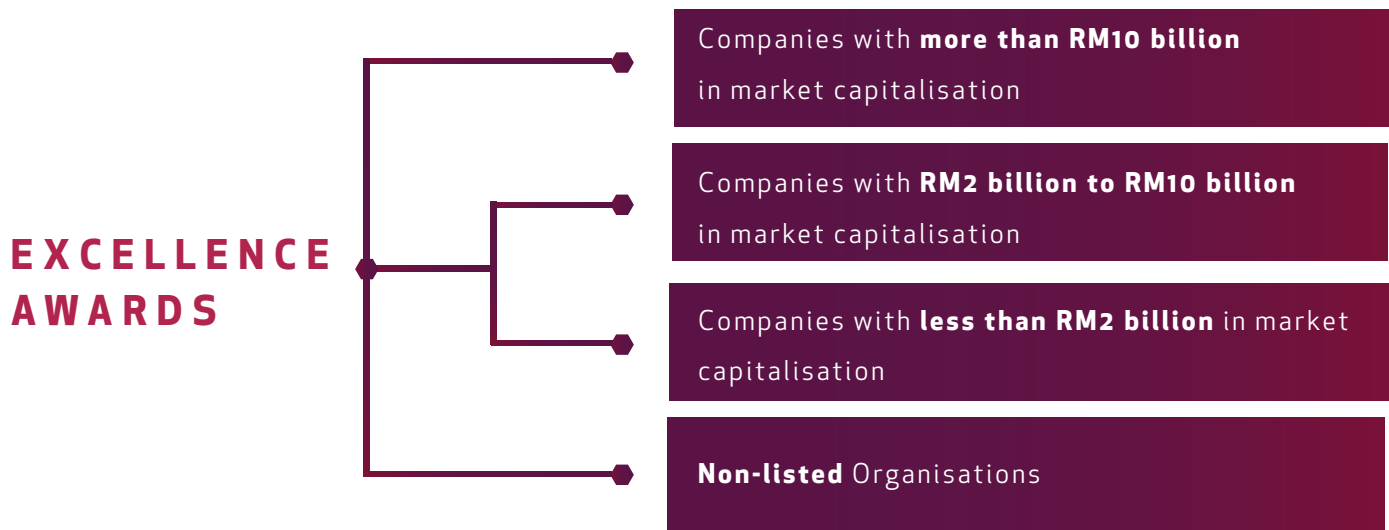 EXCELLENCE
AWARDS
Companies with more than RM10 billion
in market capitalisation
Companies with RM2 billion to RM10 billion
in market capitalisation
Companies with less than RM2 billion in market
capitalisation
Non-listed Organisations